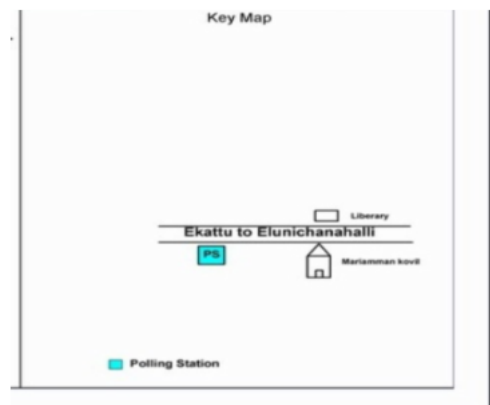 Key Map
Liberary
Ekattu to Elunichanahalli
PS
Mariamman kovil
Polling Station